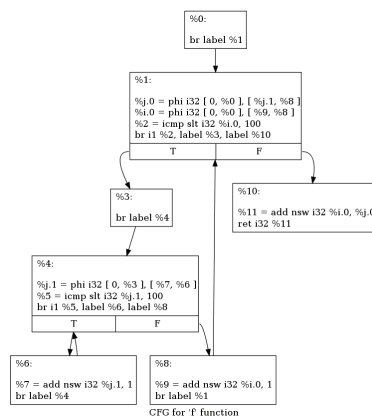 %0:
br label %1
%1:
%j.0 = phi i32 [ 0, %0 ], [ %j.1, %8 ]
%i.0 = phi i32 [ 0, %0 ], [ %9, %8 ]
%2 = icmp slt i32 %i.0, 100
br i1 %2, label %3, label %10
T F
%3:
br label %4
%10:
%11 = add nsw i32 %i.0, %j.0
ret i32 %11
%4:
%j.1 = phi i32 [ 0, %3 ], [ %7, %6 ]
%5 = icmp slt i32 %j.1, 100
br i1 %5, label %6, label %8
T F
%6:
%7 = add nsw i32 %j.1, 1
br label %4
%8:
%9 = add nsw i32 %i.0, 1
br label %1
CFG for 'f' function